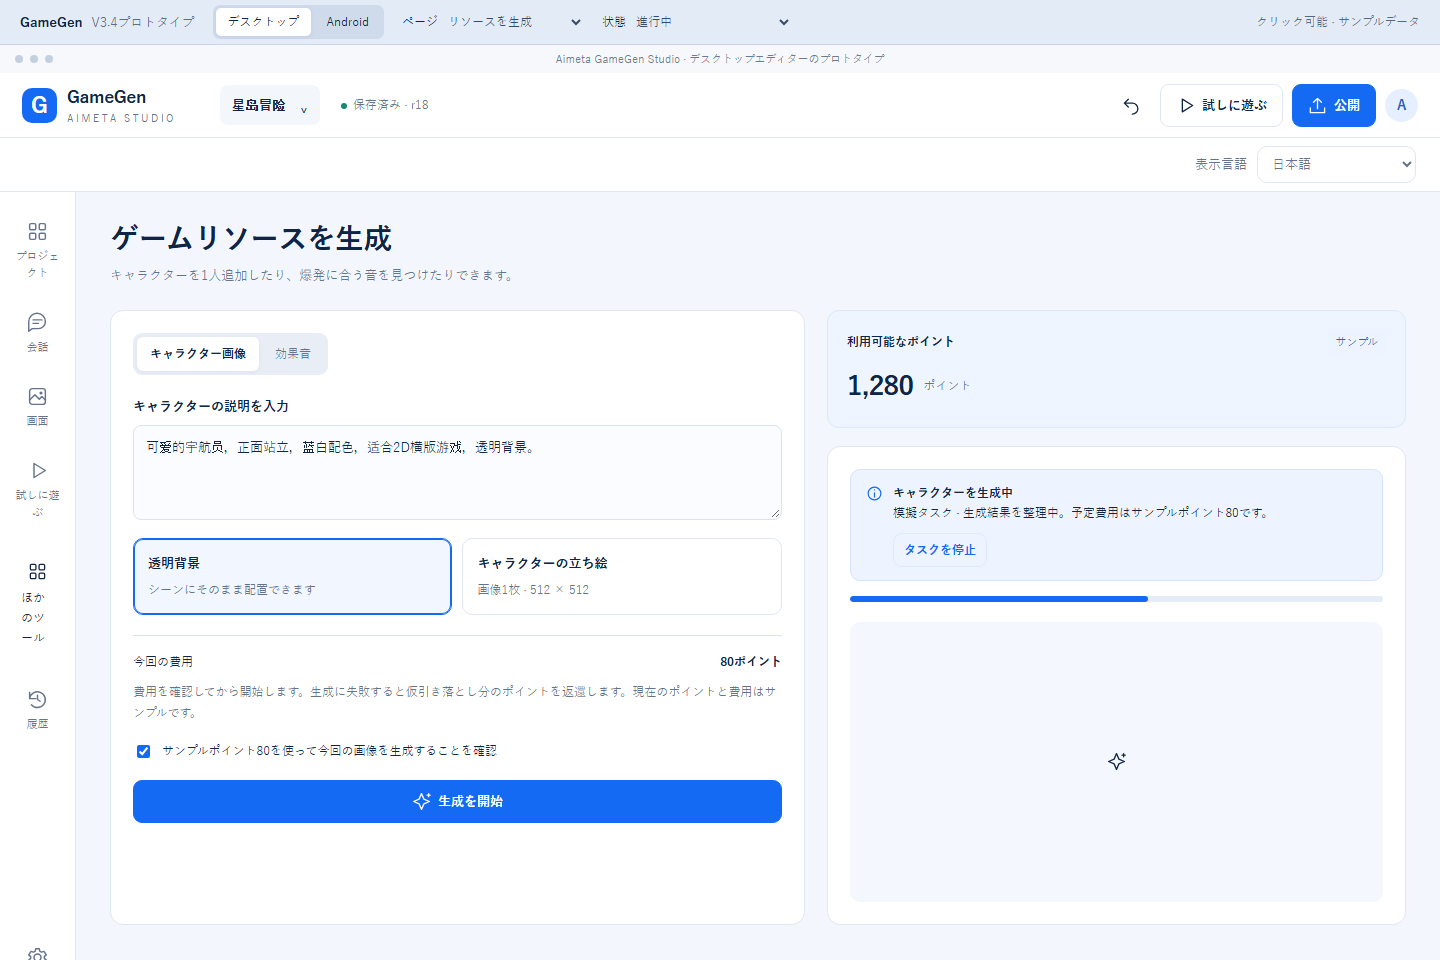 GameGen V3.4プロトタイプ デスクトップ Android ページ リソースを生成 状態 進行中 クリック可能 · サンプルデータ
Aimeta GameGen Studio · デスクトップエディターのプロトタイプ
G GameGen
AIMETA STUDIO
星岛冒险
保存済み · r18
試しに遊ぶ
公開
A
表示言語 日本語
プロジェ
クト
会話
画面
試しに遊
ぶ
ほか
のツ
ール
履歴
ゲームリソースを生成
キャラクターを1人追加したり、爆発に合う音を見つけたりできます。
キャラクター画像 効果音
キャラクターの説明を入力
可爱的宇航员，正面站立，蓝白配色，适合2D横版游戏，透明背景。
透明背景
シーンにそのまま配置できます
キャラクターの立ち絵
画像1枚 · 512 × 512
今回の費用 80ポイント
費用を確認してから開始します。生成に失敗すると仮引き落とし分のポイントを返還します。現在のポイントと費用はサ
ンプルです。
サンプルポイント80を使って今回の画像を生成することを確認
生成を開始
利用可能なポイント サンプル
1,280 ポイント
キャラクターを生成中
模擬タスク · 生成結果を整理中。予定費用はサンプルポイント80です。
タスクを停止